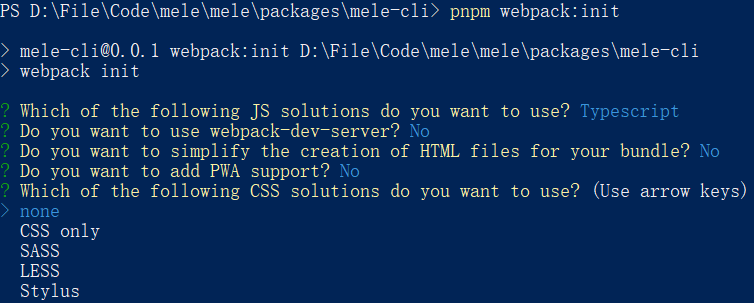 PS D:\File\Code\mele\mele\packages\mele-cli> pnpm webpack:init
> mele-cli@0.0.1 webpack:init D:\File\Code\mele\mele\packages\mele-cli
> webpack init
? Which of the following JS solutions do you want to use? Typescript
? Do you want to use webpack-dev-server? No
? Do you want to simplify the creation of HTML files for your bundle? No
? Do you want to add PWA support? No
? Which of the following CSS solutions do you want to use? (Use arrow keys)
> none
CSS only
SASS
LESS
Stylus